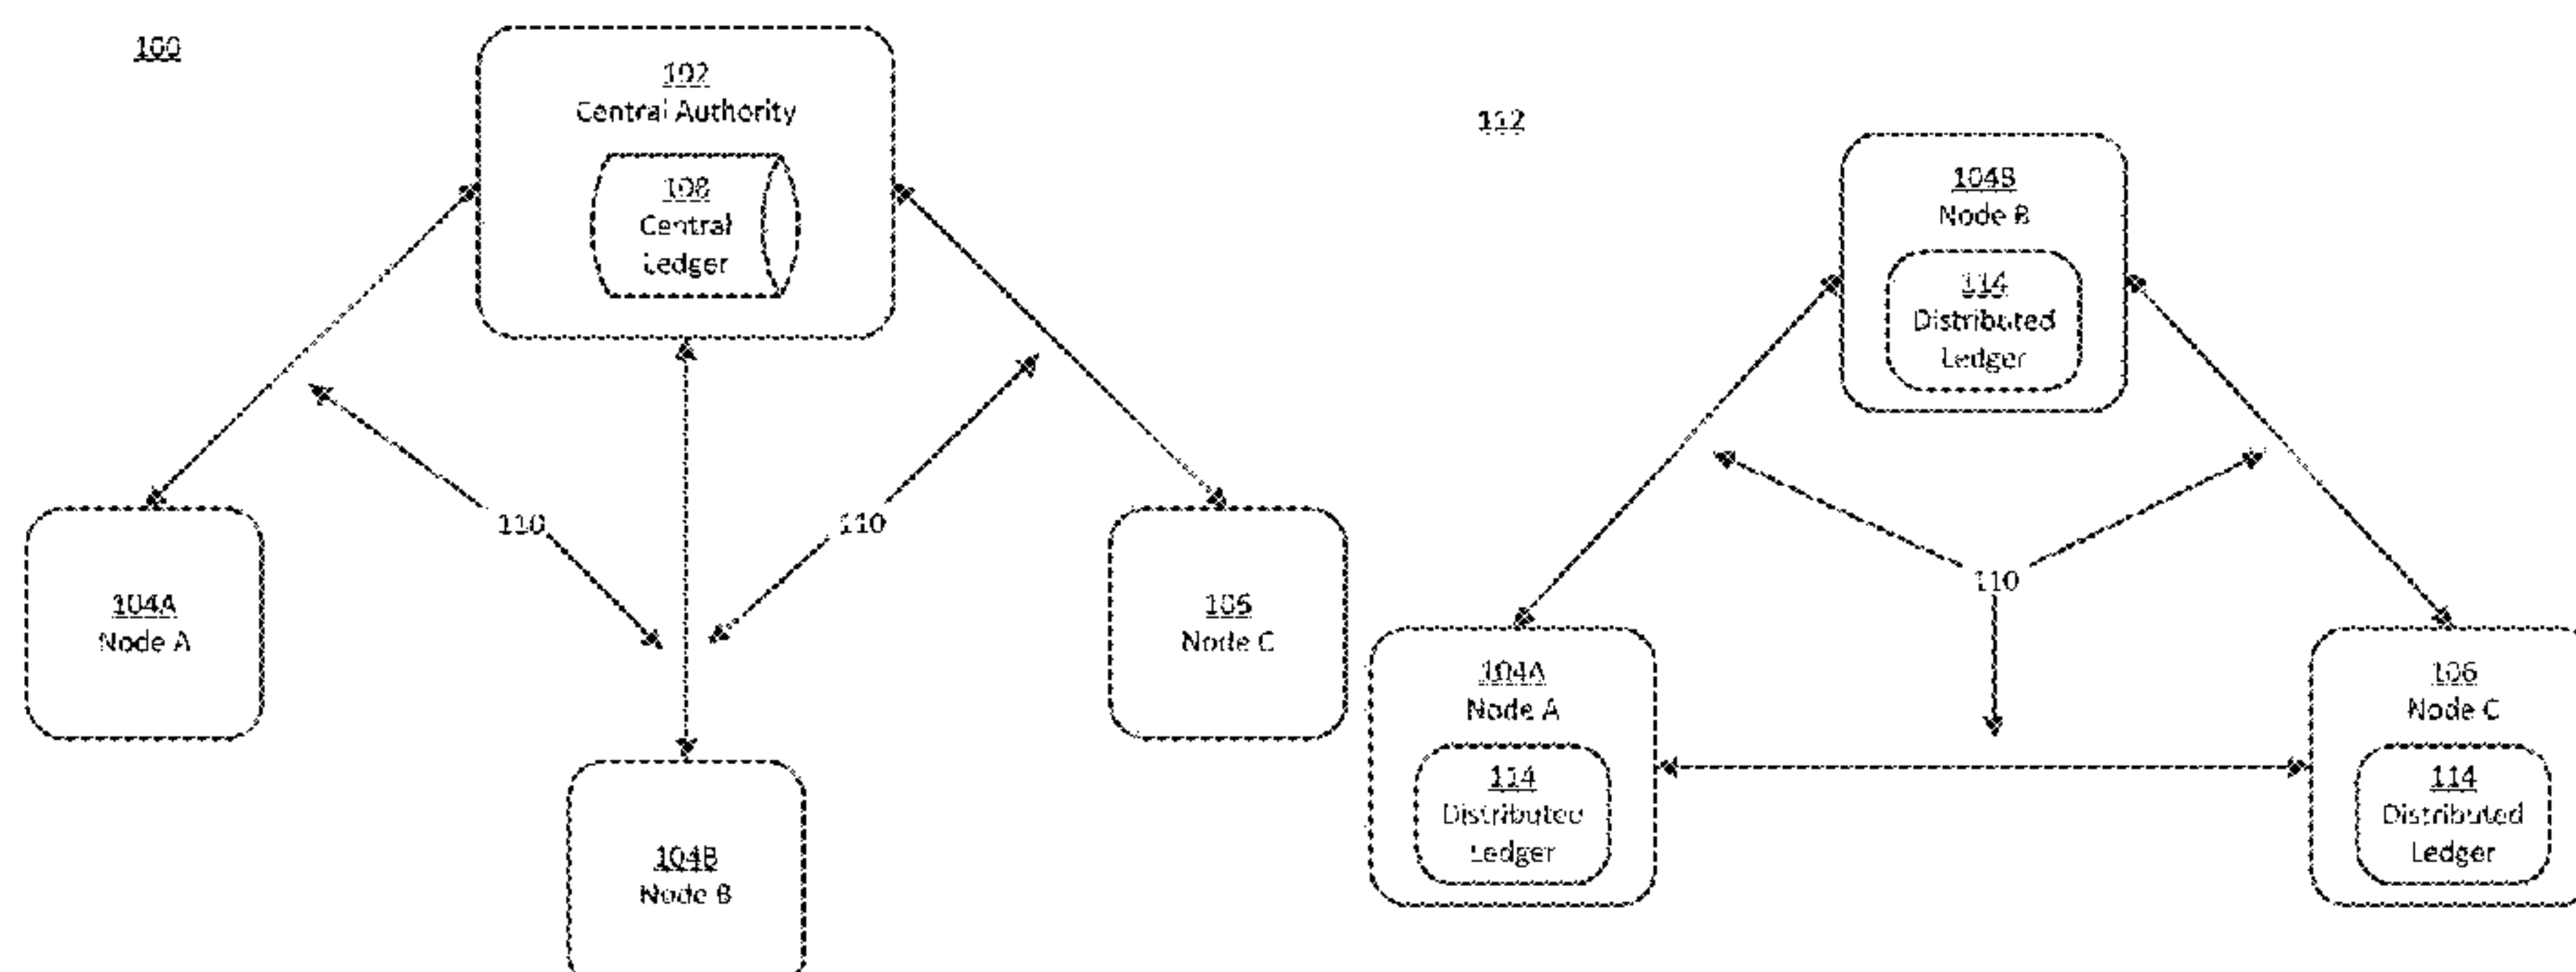 100
102
Central Authority
108
Central
Ledger
110
110
104A
Node A
106
Node C
104B
Node B
112
104B
Node B
114
Distributed
Ledger
110
104A
Node A
114
Distributed
Ledger
106
Node C
114
Distributed
Ledger